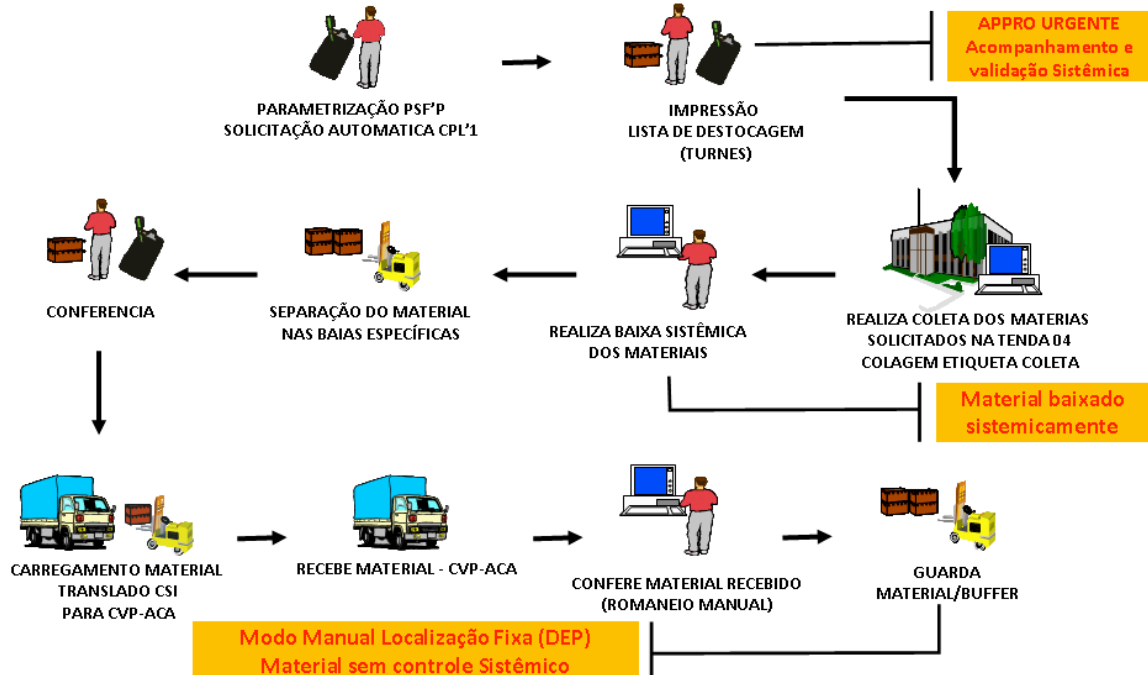 APPRO URGENTE
Acompanhamento e
validação Sistêmica
PARAMETRIZAÇÃO PSF'P
SOLICITAÇÃO AUTOMATICA CPL'1
IMPRESSÃO
LISTA DE DESTOCAGEM
(TURNES)
CONFERENCIA
SEPARAÇÃO DO MATERIAL
NAS BAIAS ESPECÍFICAS
REALIZA BAIXA SISTÊMICA
DOS MATERIAIS
REALIZA COLETA DOS MATERIAS
SOLICITADOS NA TENDA 04
COLAGEM ETIQUETA COLETA
Material baixado
sistemicamente
CARREGAMENTO MATERIAL
TRANSLADO CSI
PARA CVP-ACA
RECEBE MATERIAL - CVP-ACA
CONFERE MATERIAL RECEBIDO
(ROMANEIO MANUAL)
GUARDA
MATERIAL/BUFFER
Modo Manual Localização Fixa (DEP)
Material sem controle Sistêmico